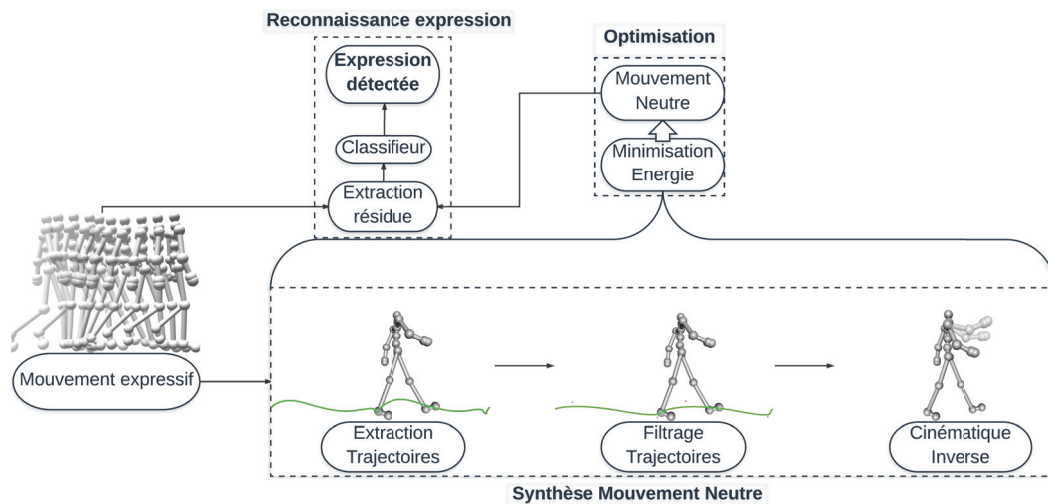 Reconnaissance expression
Expression
détectée
Classifieur
Extraction
résidue
Optimisation
Mouvement
Neutre
Minimisation
Energie
Mouvement expressif
Extraction
Trajectoires
Filtrage
Trajectoires
Cinématique
Inverse
Synthèse Mouvement Neutre